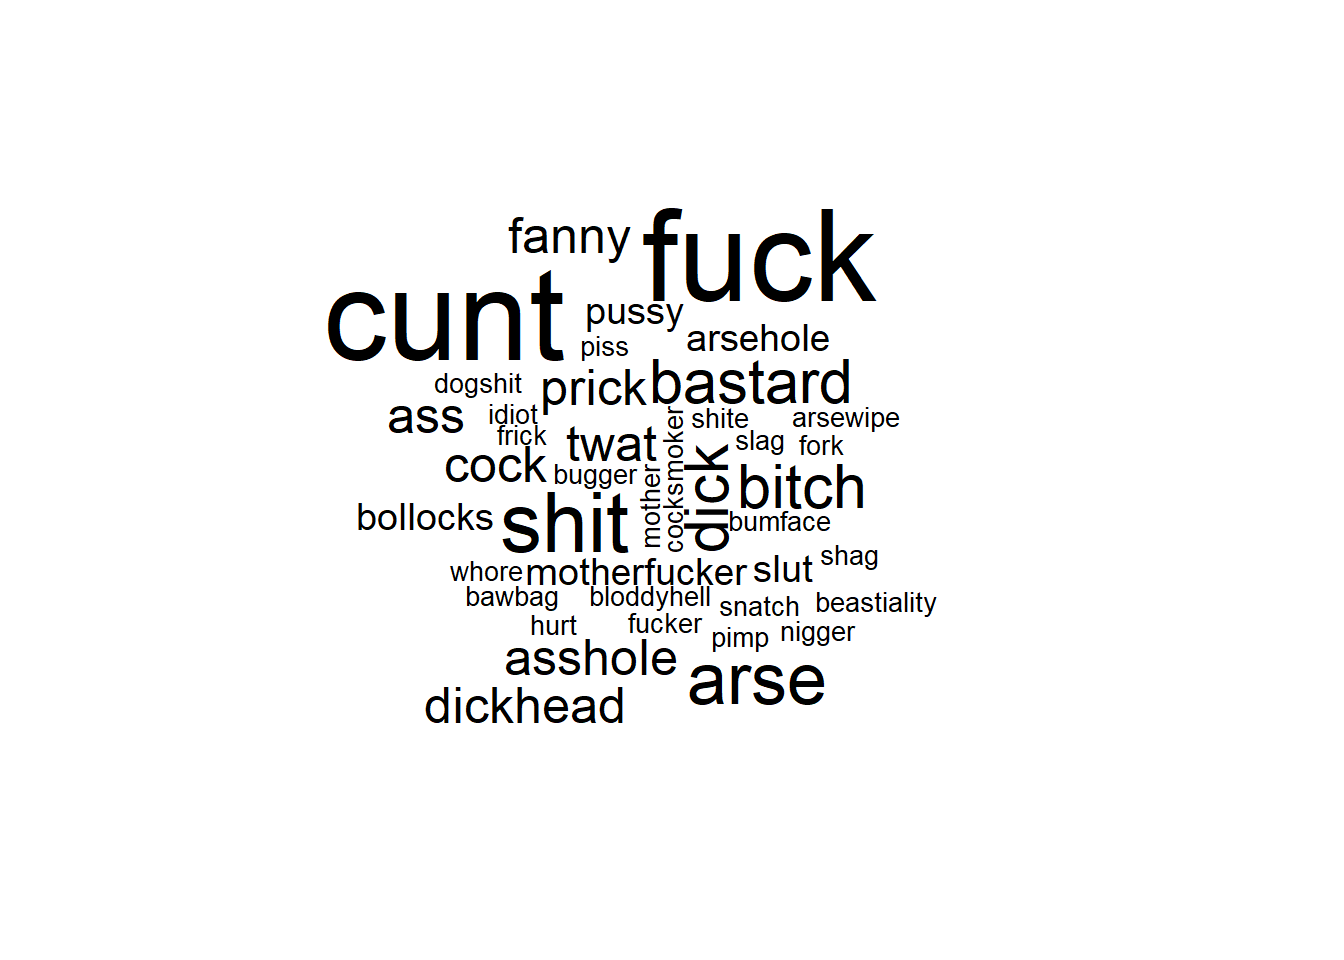 fanny
fuck
cunt
pussy
arsehole
piss
dogshit
prick
bastard
ass
idiot
frick
twat
cocksmoker
shite
slag
arsewipe
fork
cock
bugger
mother
dick
bitch
bollocks
shit
bumface
whore
motherfucker
slut
shag
bawbag
bloddyhell
snatch
beastiality
hurt
fucker
pimp
nigger
asshole
arse
dickhead